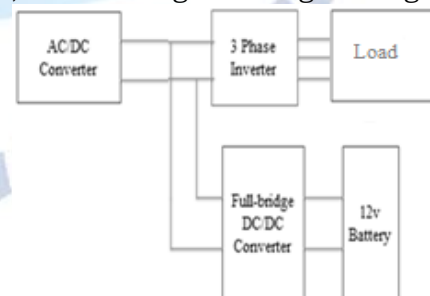 AC/DC
Converter
3 Phase
Inverter
Load
Full-bridge
DC/DC
Converter
12v
Battery